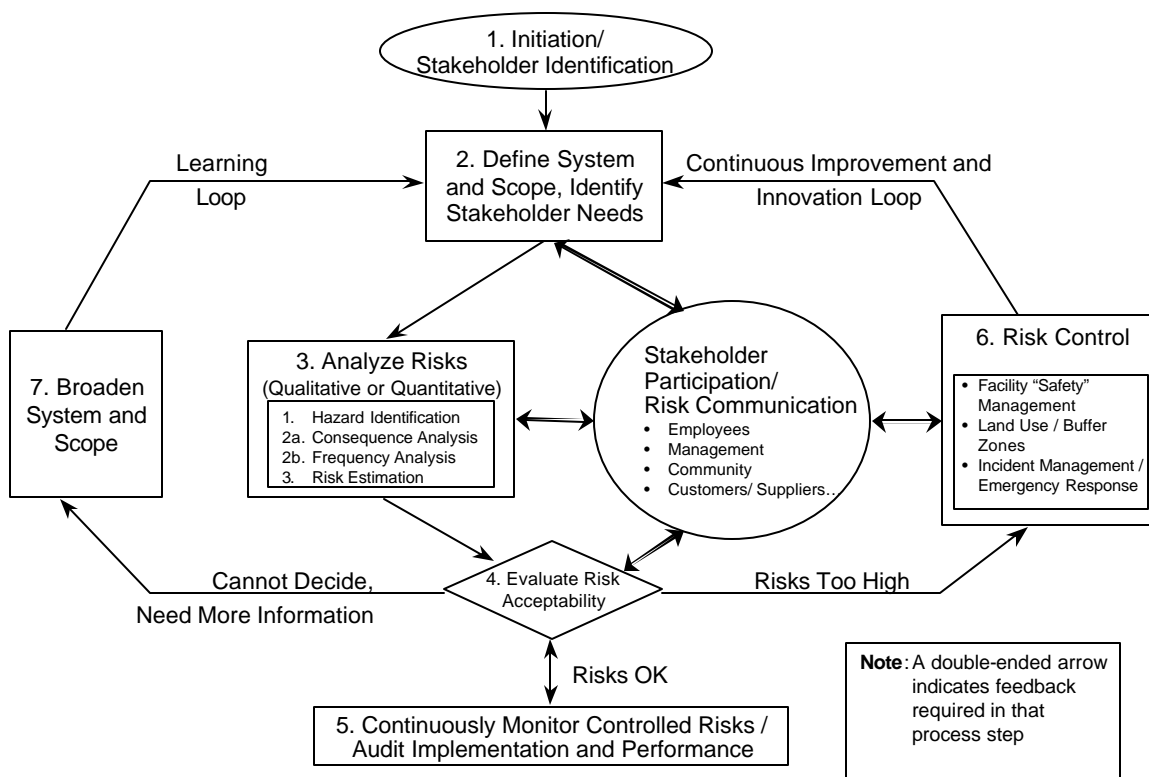 1. Initiation/
Stakeholder Identification
Learning
Loop
2. Define System
and Scope, Identify
Stakeholder Needs
Continuous Improvement and
Innovation Loop
7. Broaden
System and
Scope
3. Analyze Risks
(Qualitative or Quantitative)
1. Hazard Identification
2a. Consequence Analysis
2b. Frequency Analysis
3. Risk Estimation
Stakeholder
Participation/
Risk Communication
• Employees
• Management
• Community
• Customers/ Suppliers…
6. Risk Control
• Facility “Safety”
Management
• Land Use / Buffer
Zones
• Incident Management /
Emergency Response
Cannot Decide,
Need More Information
4. Evaluate Risk
Acceptability
Risks Too High
Risks OK
5. Continuously Monitor Controlled Risks /
Audit Implementation and Performance
Note: A double-ended arrow
indicates feedback
required in that
process step